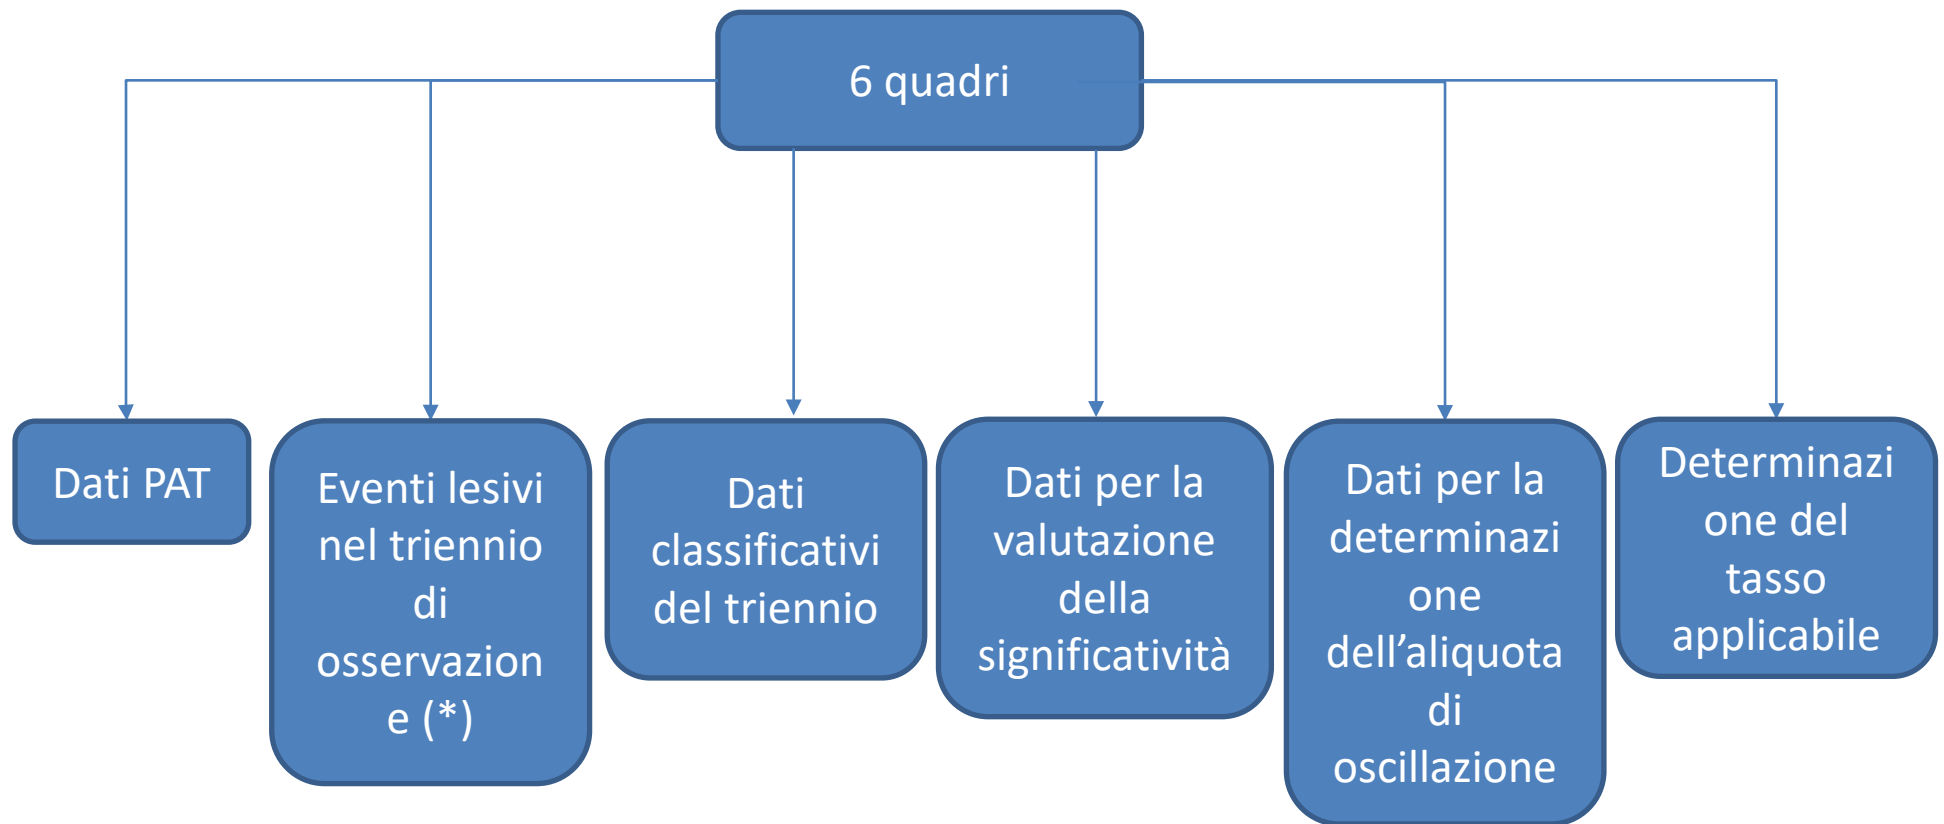 6 quadri
Dati PAT
Eventi lesivi
nel triennio
di
osservazion
e (*)
Dati
classificativi
del triennio
Dati per la
valutazione
della
significatività
Dati per la
determinazi
one
dell’aliquota
di
oscillazione
Determinazi
one del
tasso
applicabile